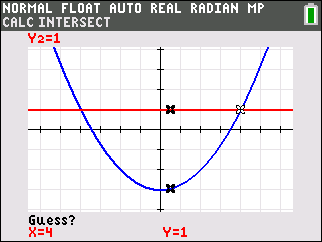 NORMAL FLOAT AUTO REAL RADIAN MP
CALC INTERSECT
Y2=1
Guess?
X=4 Y=1